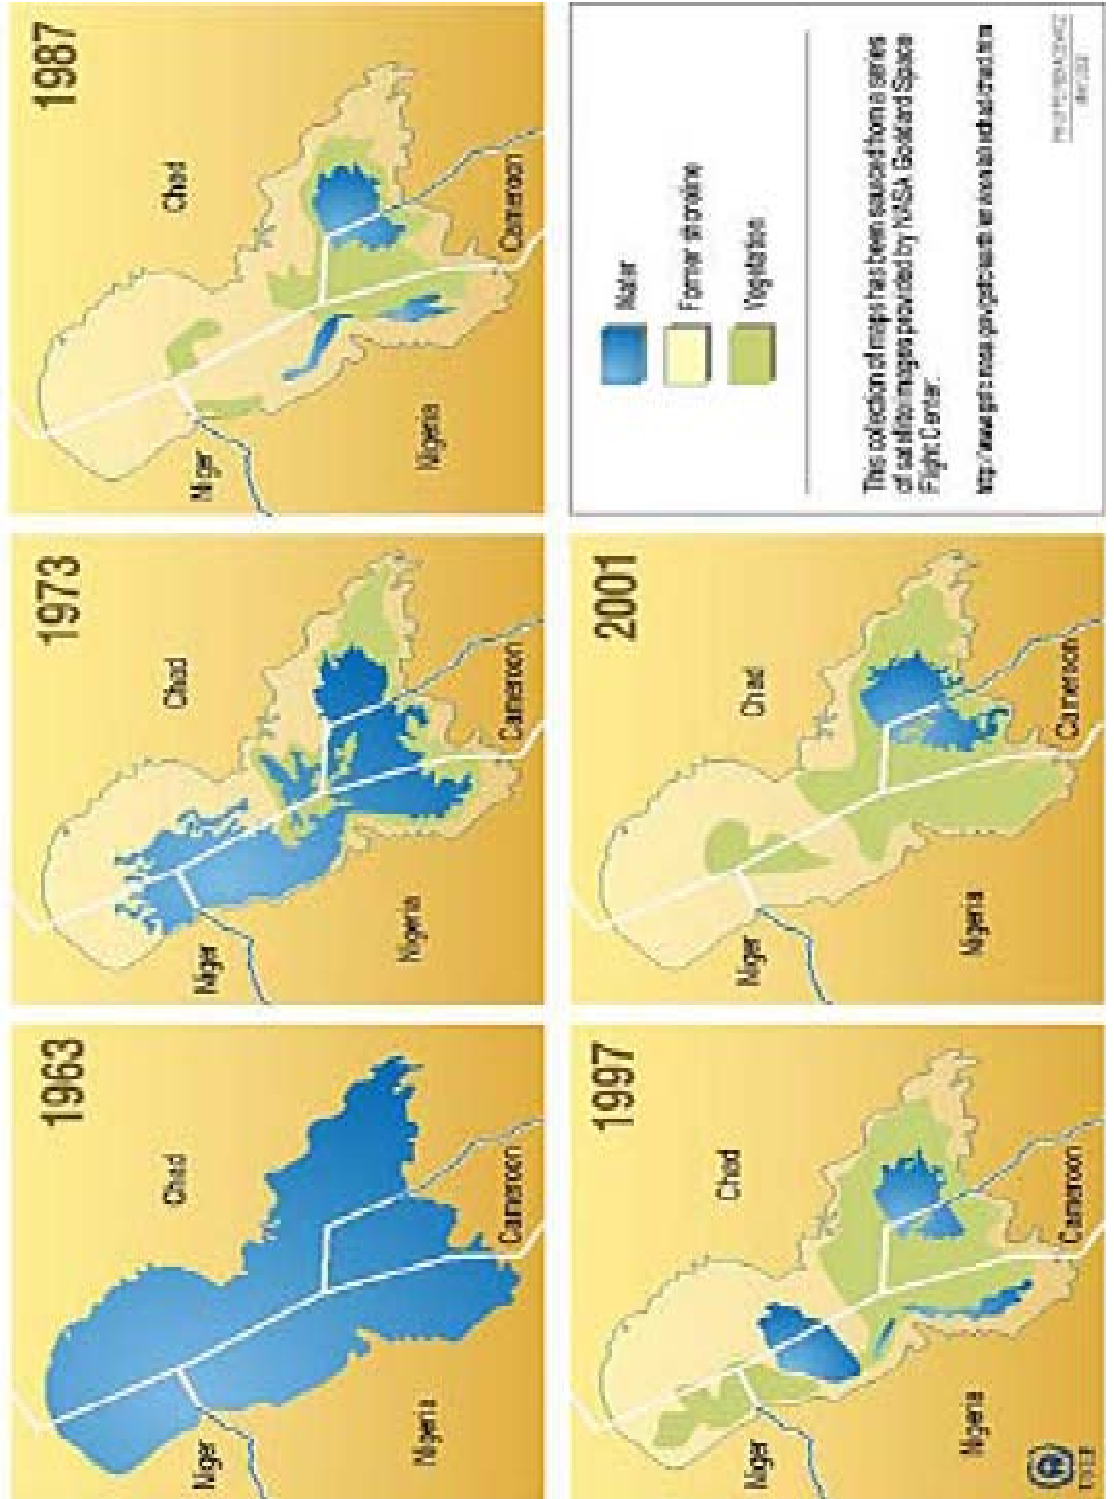 1963
Chad
Niger
Nigeria
Cameroon
1973
Chad
Niger
Nigeria
Cameroon
1987
Chad
Niger
Nigeria
Cameroon
1997
Chad
Niger
Nigeria
Cameroon
2001
Chad
Niger
Nigeria
Cameroon
Water
Former shoreline
Vegetation
This collection of maps has been sourced from a series
of satellite images provided by NASA Goddard Space
Flight Center.